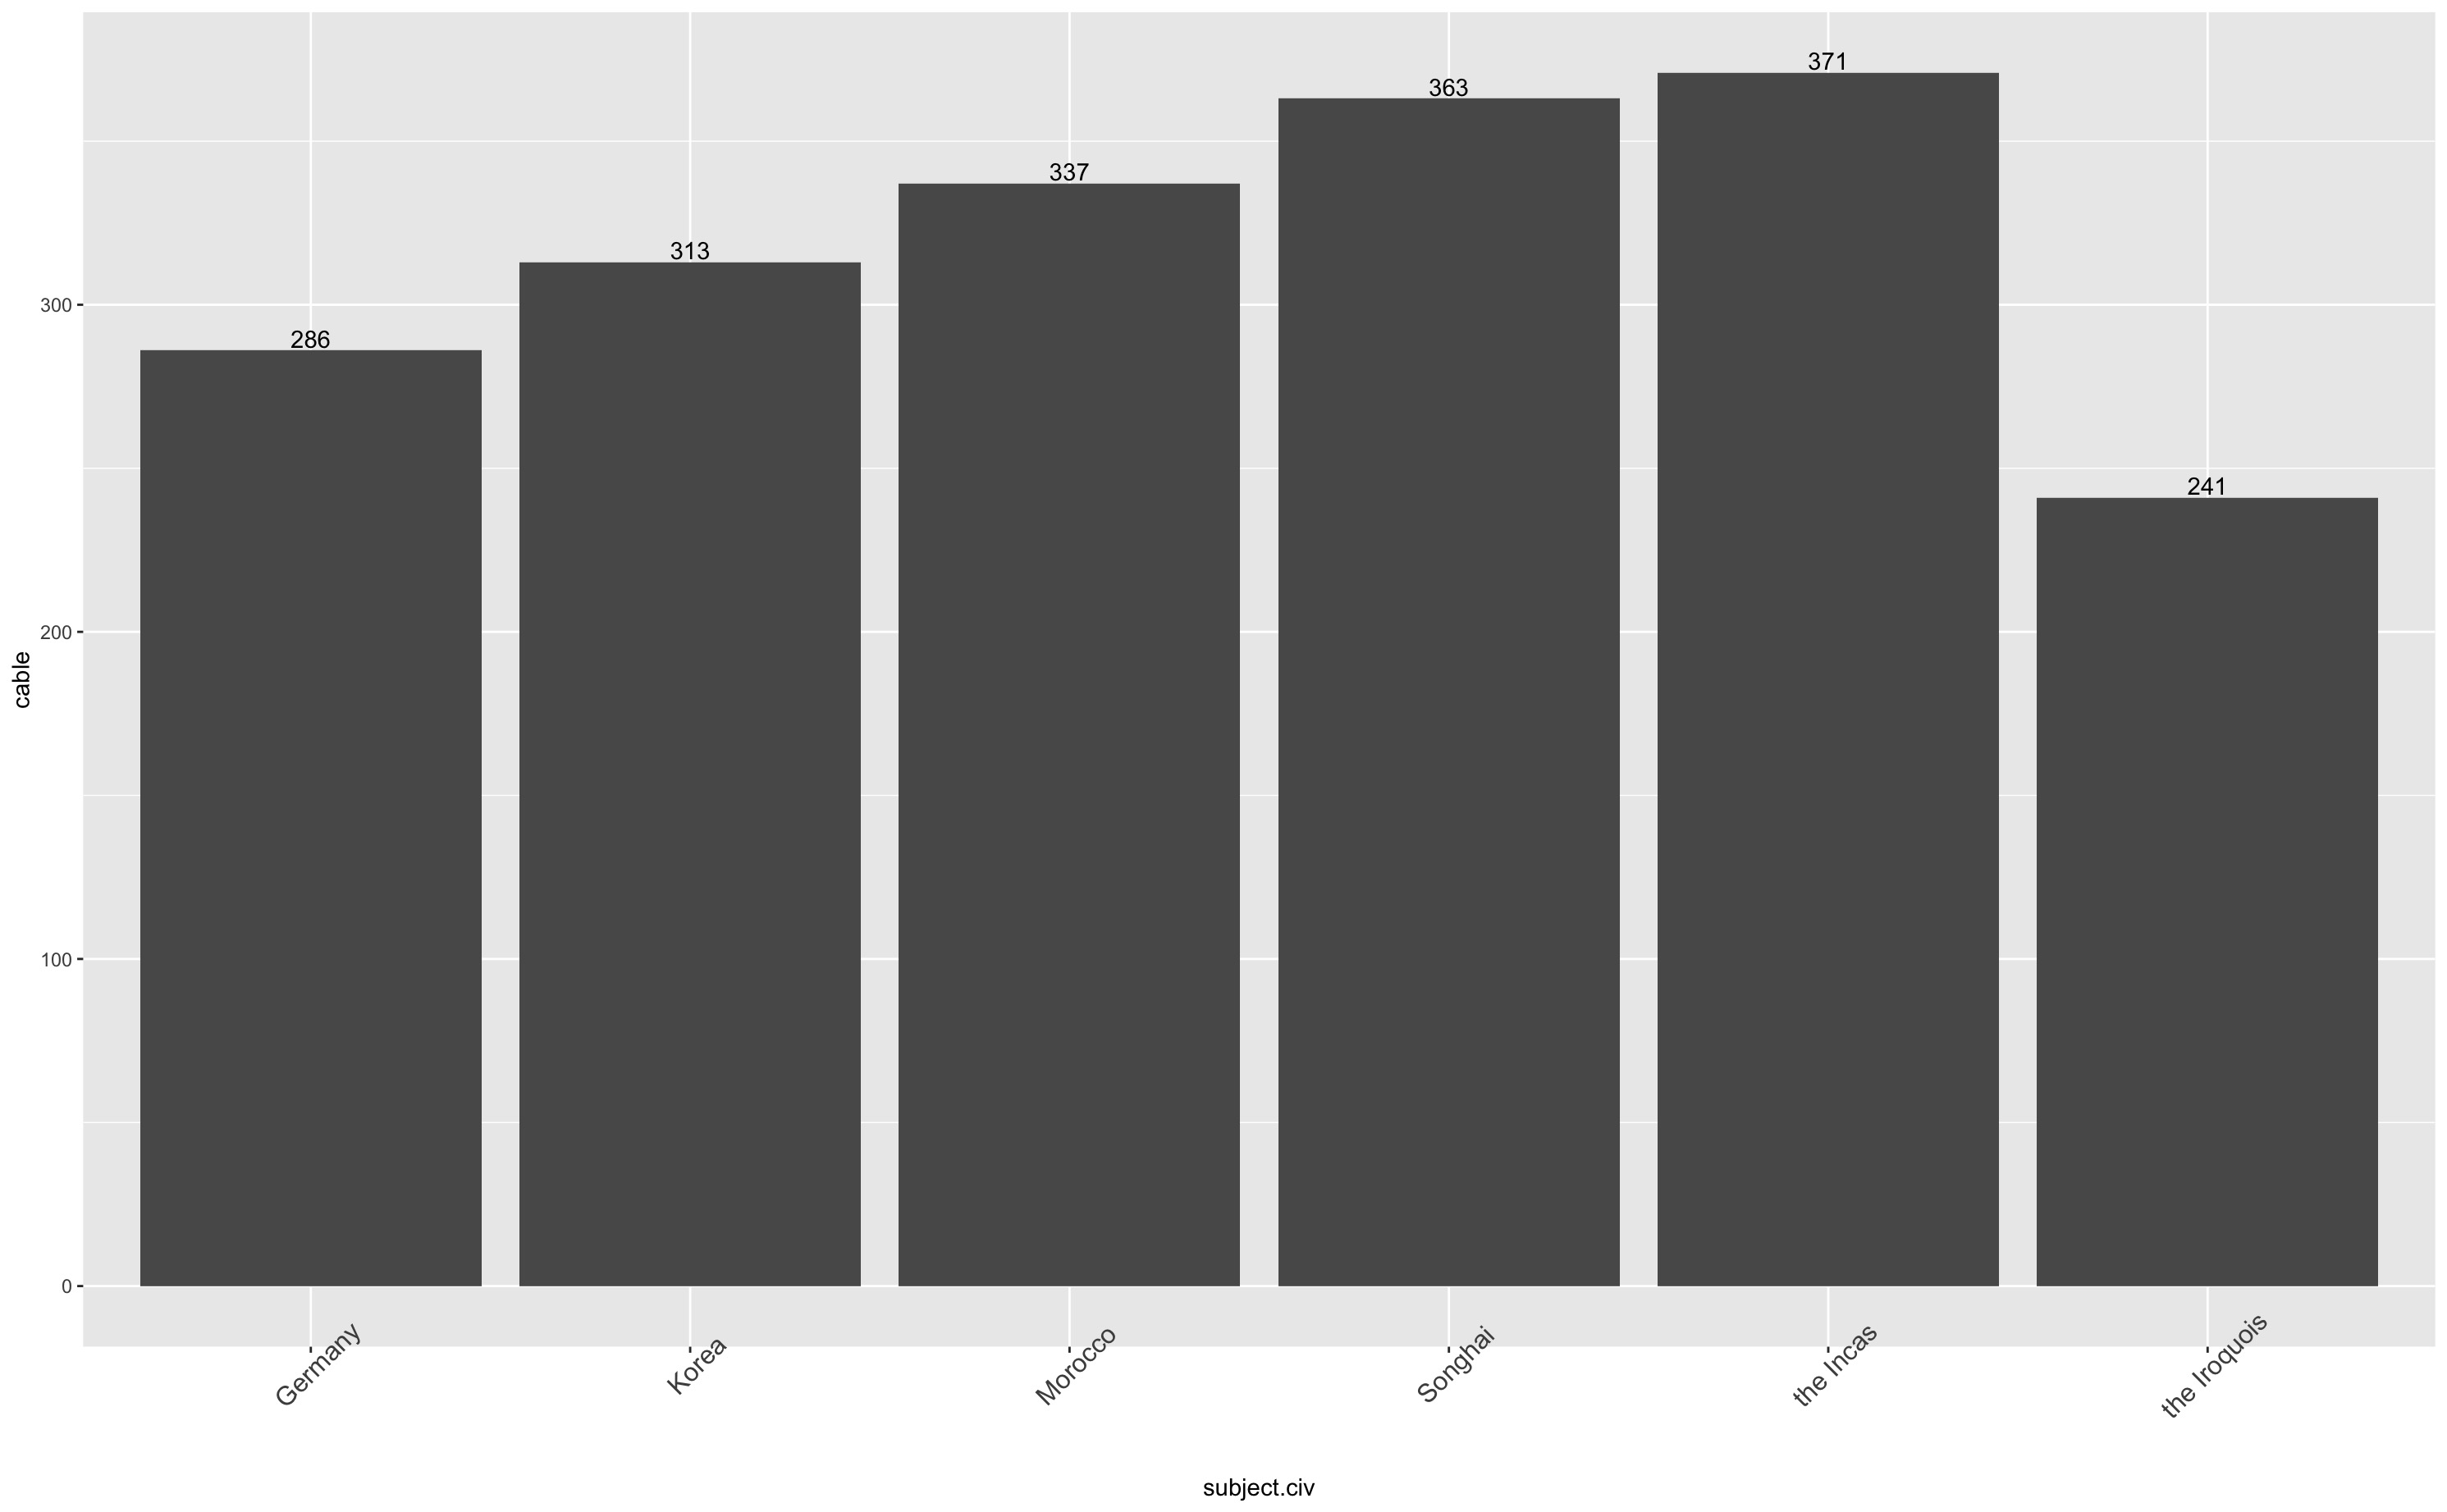 371
363
337
313
286
241
300
200
100
0
cable
Germany
Korea
Morocco
Songhai
the Incas
the Iroquois
subject.civ